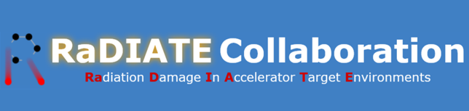 RaDIATE Collaboration
Radiation Damage In Accelerator Target Environments